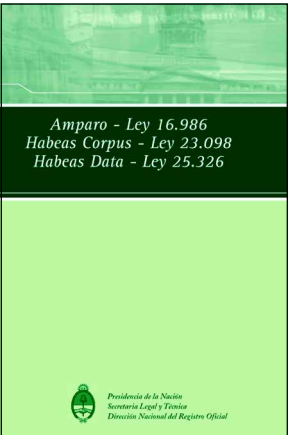 Amparo - Ley 16.986
Habeas Corpus - Ley 23.098
Habeas Data - Ley 25.326
Presidencia de la Nación
Secretaria Legal y Técnica
Dirección Nacional del Registro Oficial